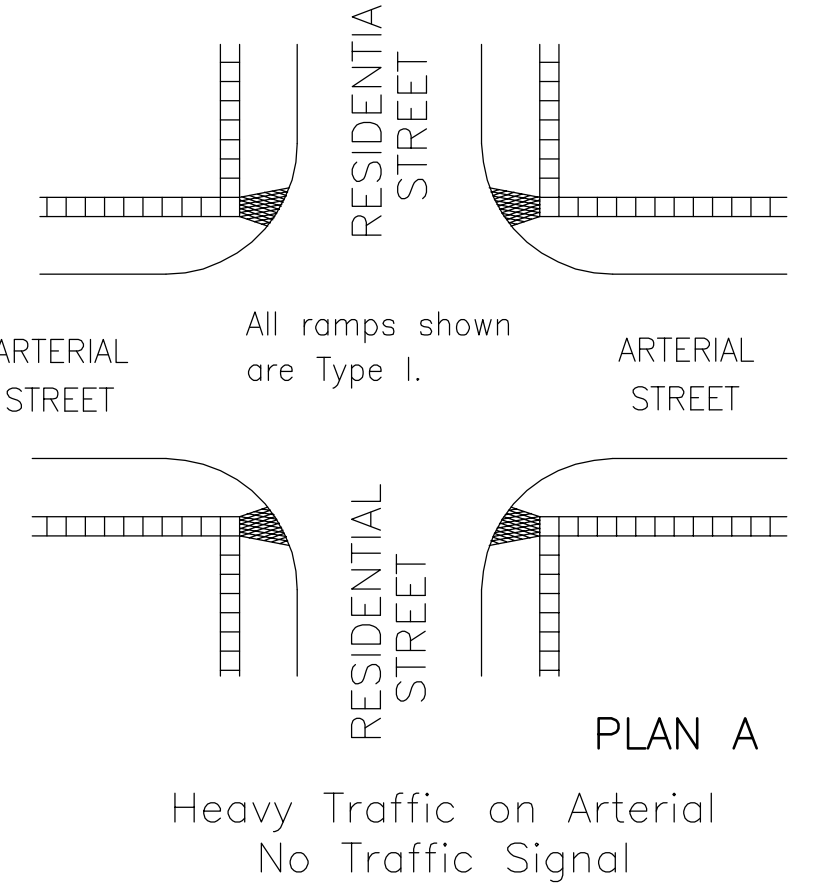 RESIDENTIA
STREET
All ramps shown
are Type I.
ARTERIAL
STREET
ARTERIAL
STREET
RESIDENTIAL
STREET
PLAN A
Heavy Traffic on Arterial
No Traffic Signal